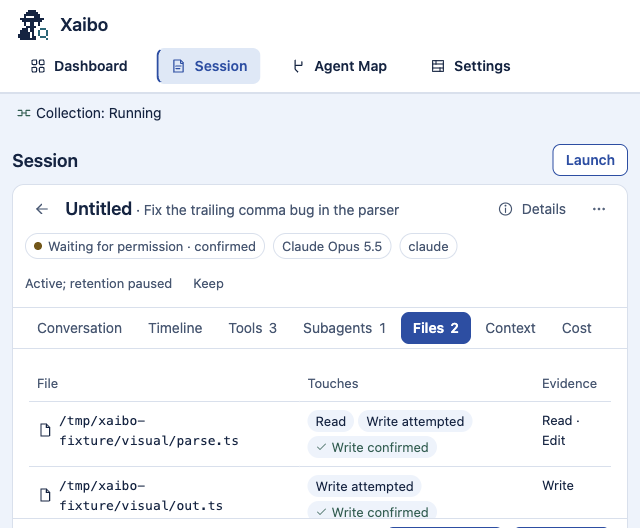 Xaibo
Dashboard
Session
Agent Map
Settings
Collection: Running
Session
Launch
Untitled · Fix the trailing comma bug in the parser
Details
Waiting for permission · confirmed
Claude Opus 5.5
claude
Active; retention paused
Keep
Conversation
Timeline
Tools 3
Subagents 1
Files 2
Context
Cost
File
Touches
Evidence
/tmp/xaibo-
fixture/visual/parse.ts
Read
Write attempted
Write confirmed
Read ·
Edit
/tmp/xaibo-
fixture/visual/out.ts
Write attempted
Write confirmed
Write